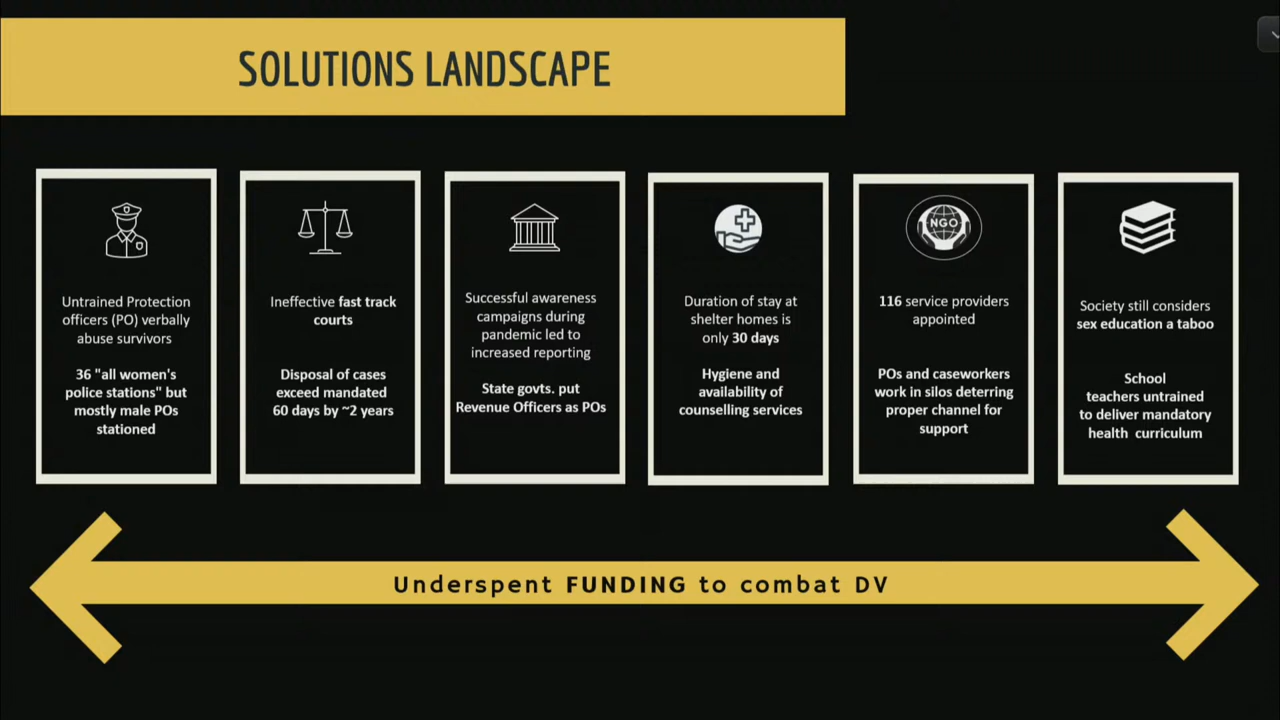 SOLUTIONS LANDSCAPE
Untrained Protection
officers (PO) verbally
abuse survivors
36 "all women's
police stations" but
mostly male POs
stationed
Ineffective fast track
courts
Disposal of cases
exceed mandated
60 days by ~2 years
Successful awareness
campaigns during
pandemic led to
increased reporting
State govts. put
Revenue Officers as POs
Duration of stay at
shelter homes is
only 30 days
Hygiene and
availability of
counselling services
NGO
116 service providers
appointed
POs and caseworkers
work in silos deterring
proper channel for
support
Society still considers
sex education a taboo
School
teachers untrained
to deliver mandatory
health curriculum
Underspent FUNDING to combat DV